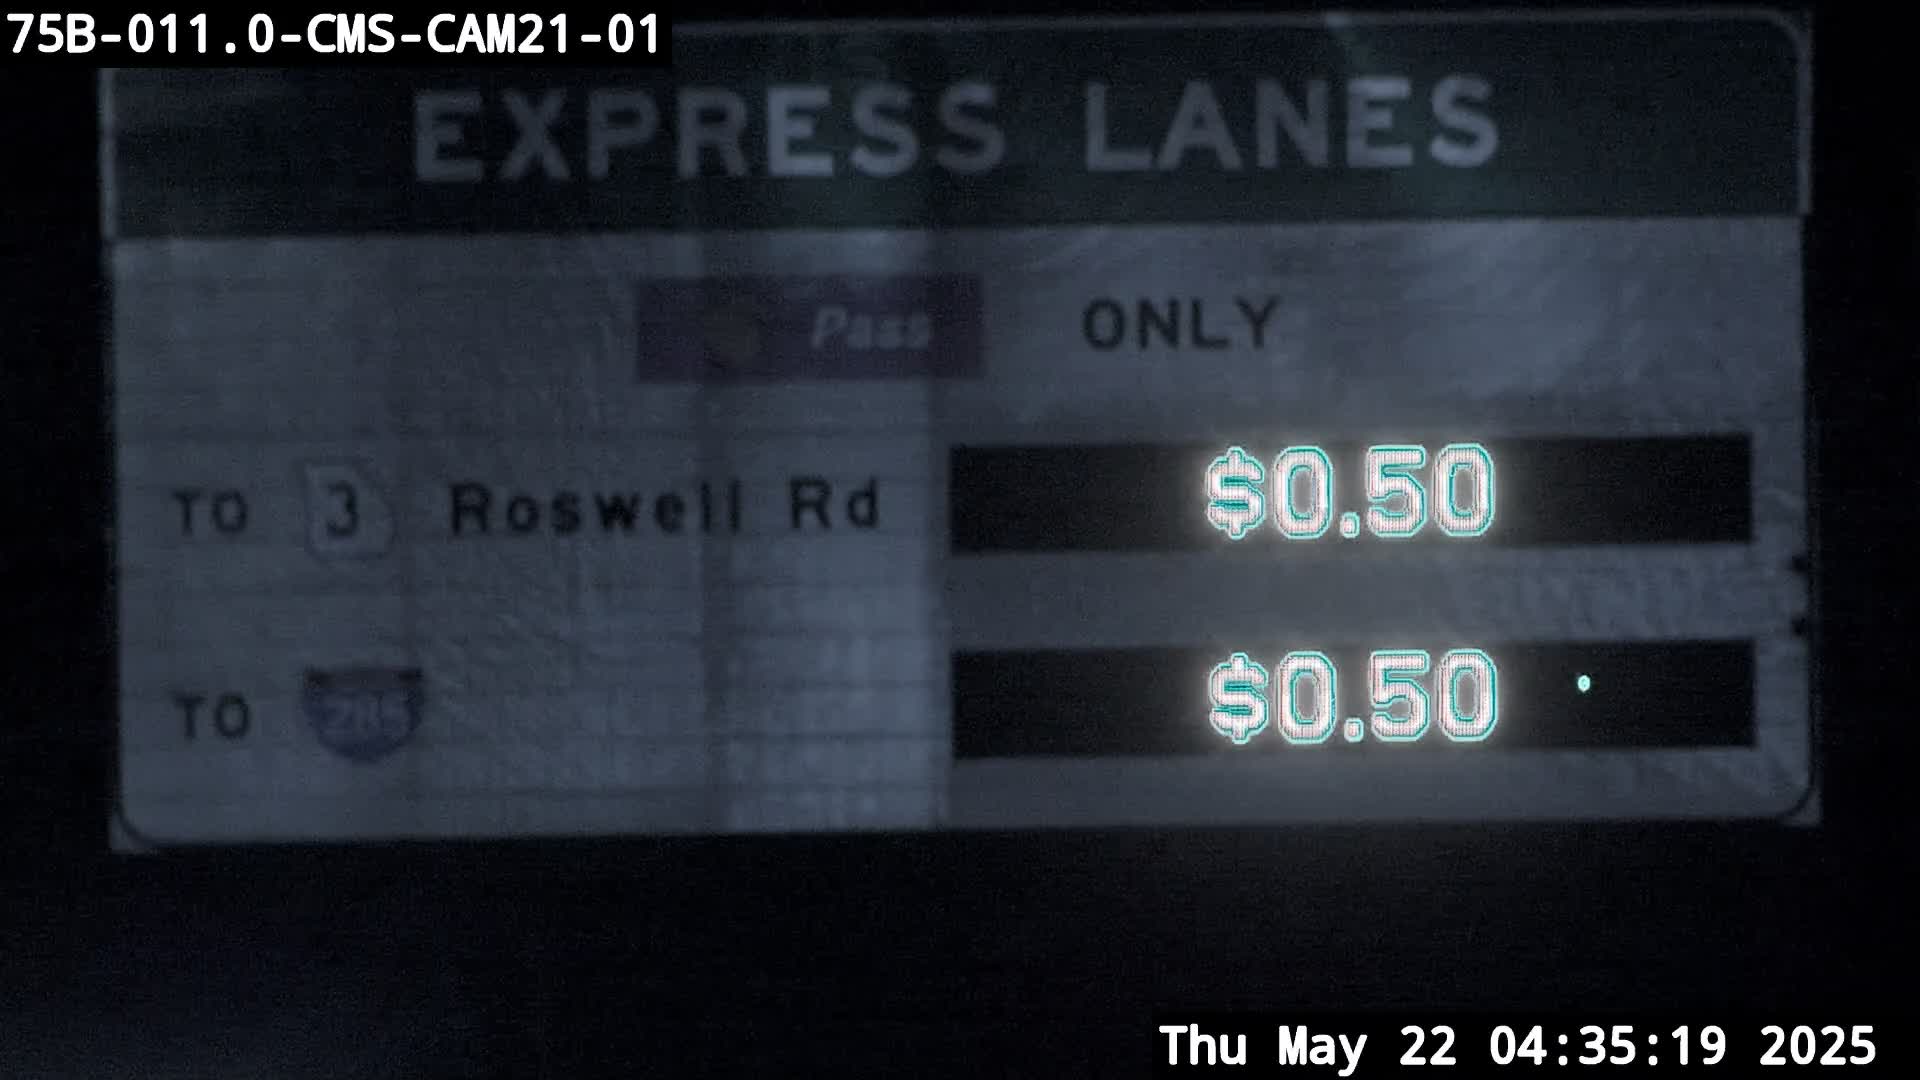 75B-011.0-CMS-CAM21-01
EXPRESS LANES
Pass ONLY
TO 3 Roswell Rd $0.50
TO 285 $0.50
Thu May 22 04:35:19 2025